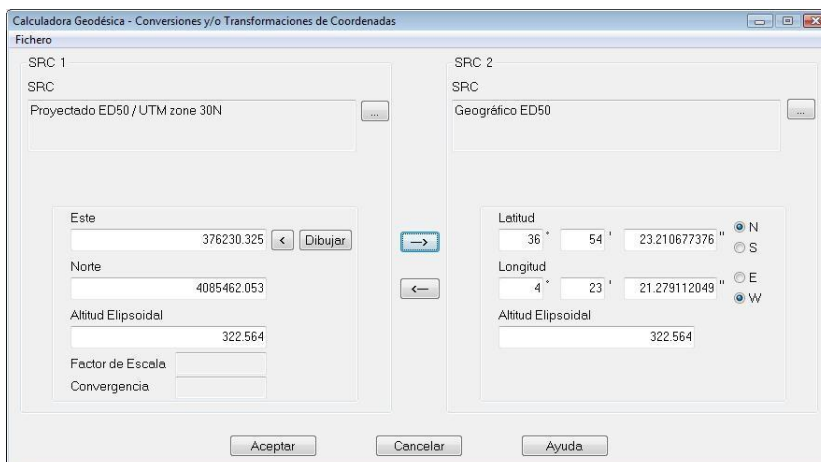 Calculadora Geodésica - Conversiones y/o Transformaciones de Coordenadas
Fichero
SRC 1
SRC
Proyectado ED50 / UTM zone 30N
...
Este
376230.325
<
Dibujar
Norte
4085462.053
Altitud Elipsoidal
322.564
Factor de Escala
Convergencia
-->
<--
SRC 2
SRC
Geográfico ED50
...
Latitud
36 ° 54 ' 23.210677376 " N
S
Longitud
4 ° 23 ' 21.279112049 " E
W
Altitud Elipsoidal
322.564
Aceptar
Cancelar
Ayuda